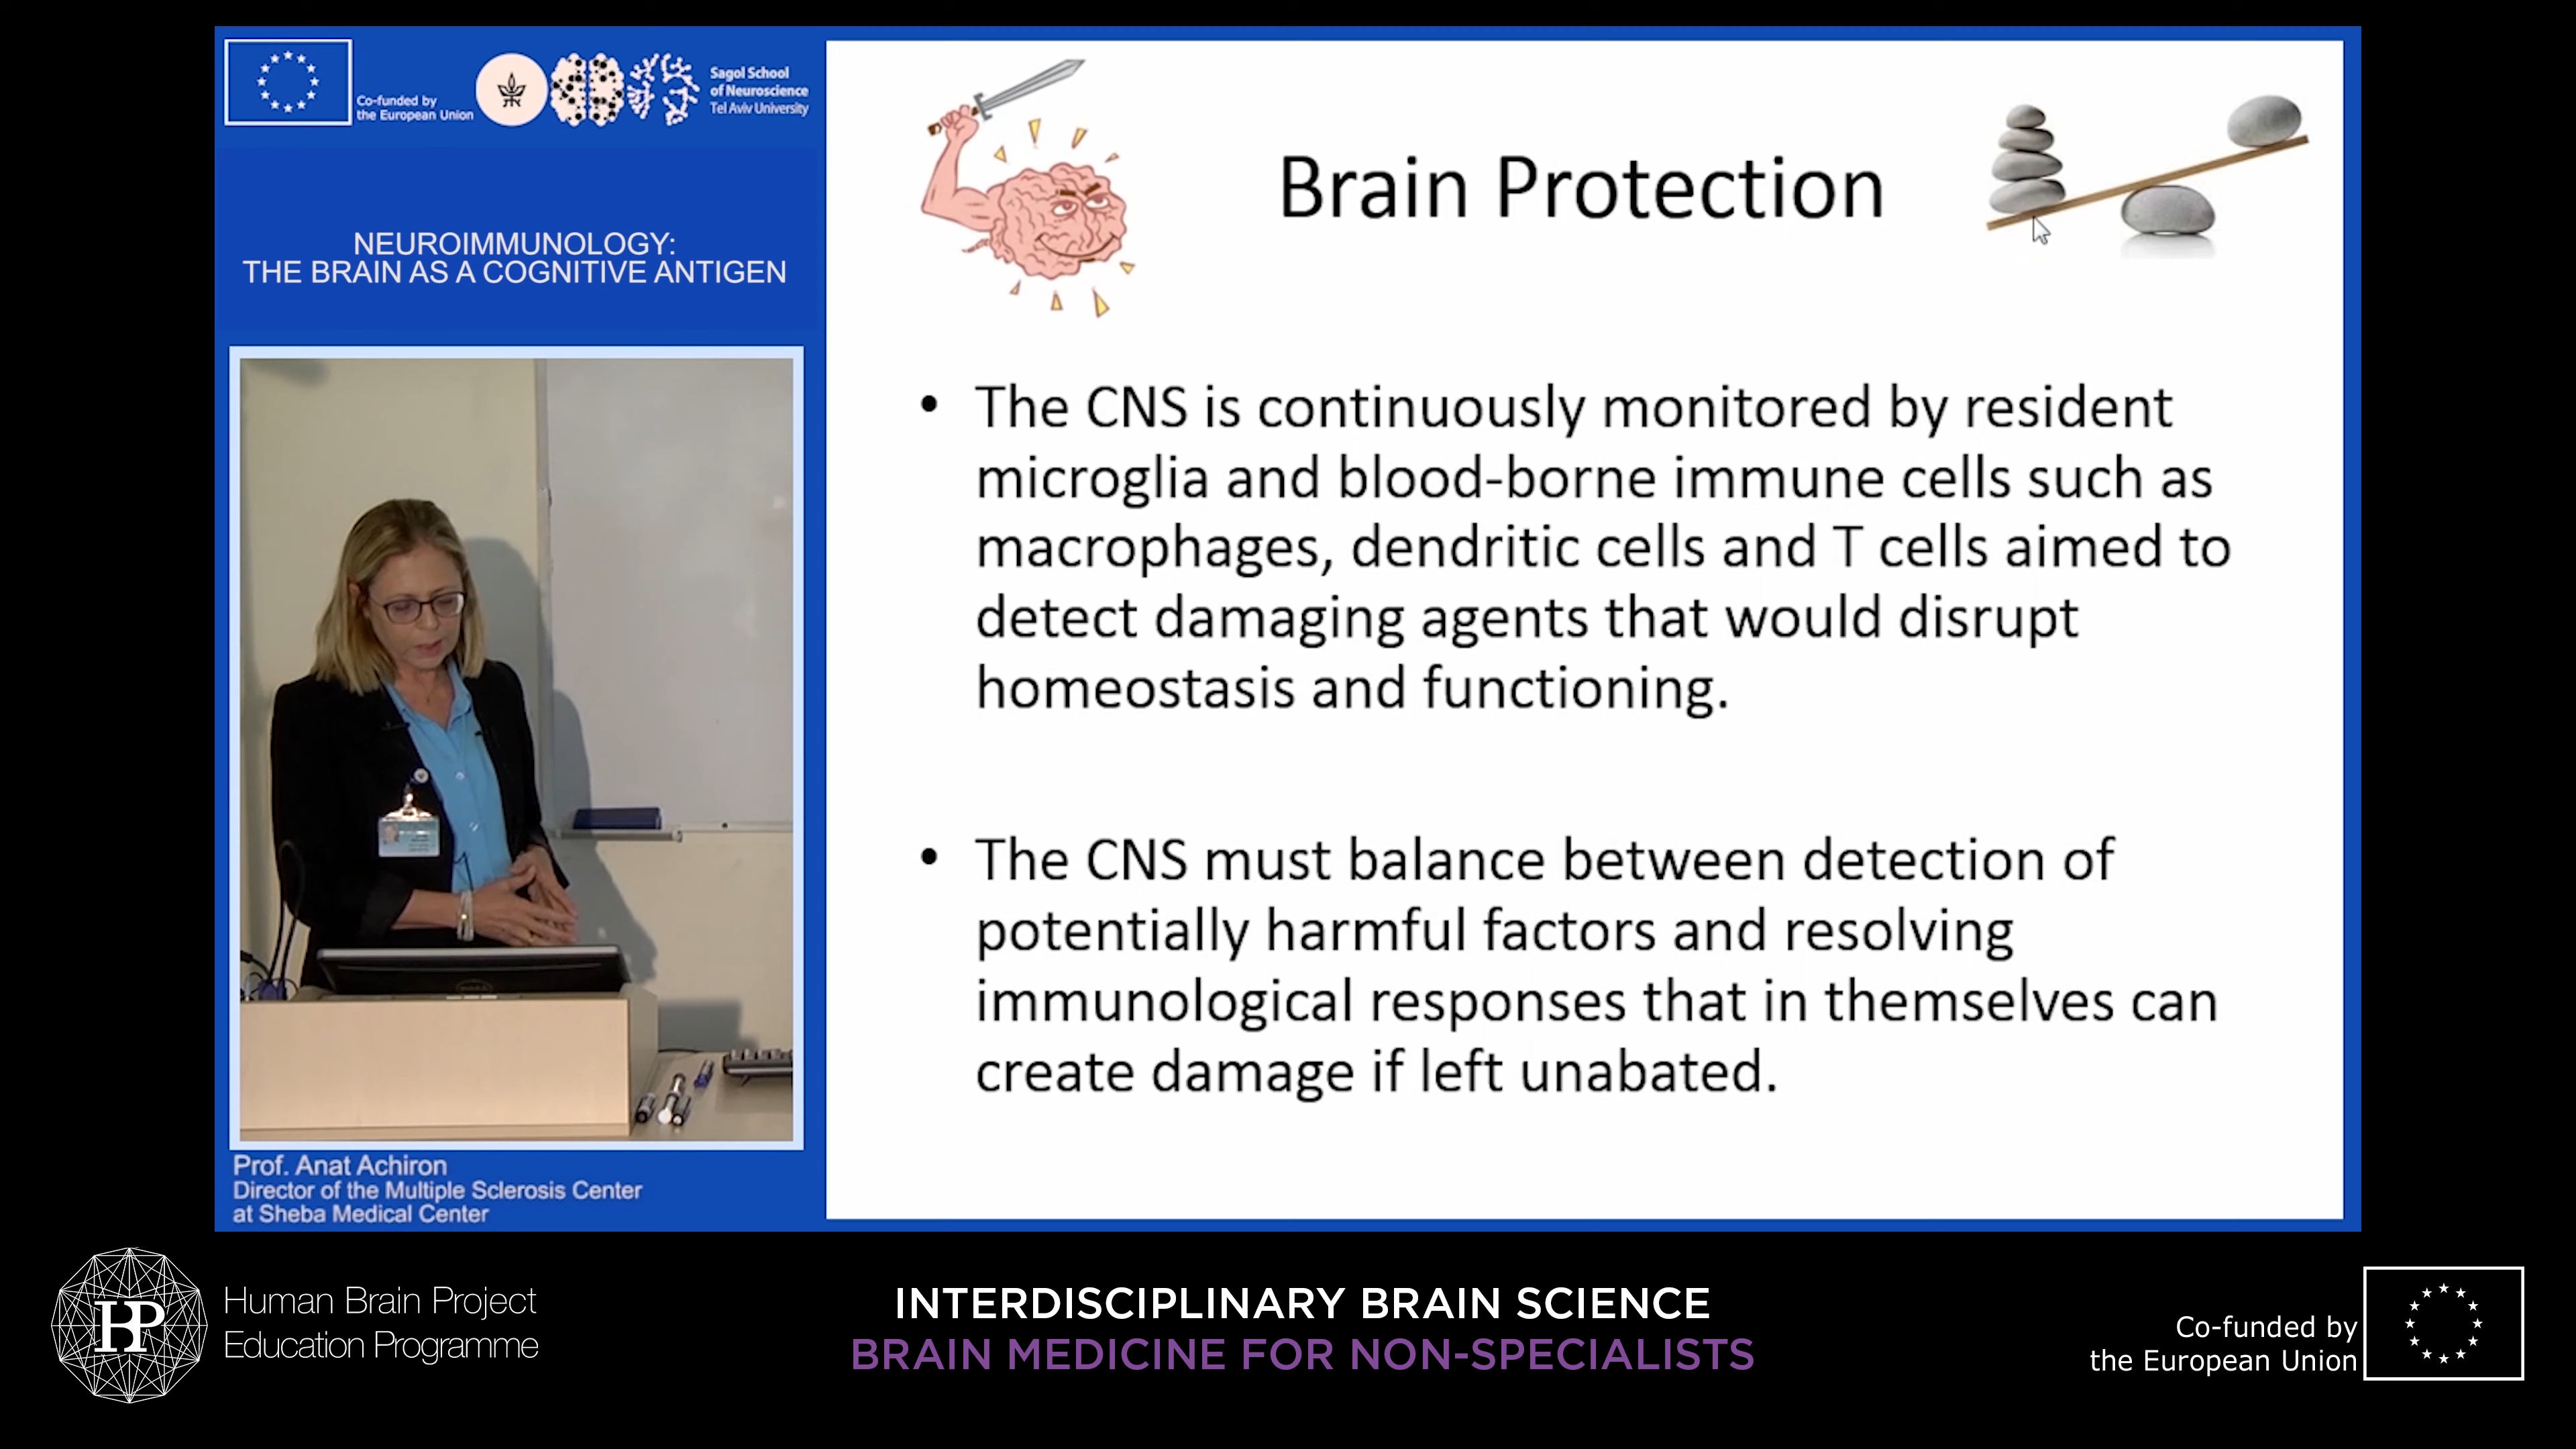 Co-funded by
the European Union
Sagol School
of Neuroscience
Tel Aviv University
NEUROIMMUNOLOGY:
THE BRAIN AS A COGNITIVE ANTIGEN
Brain Protection
• The CNS is continuously monitored by resident
microglia and blood-borne immune cells such as
macrophages, dendritic cells and T cells aimed to
detect damaging agents that would disrupt
homeostasis and functioning.
• The CNS must balance between detection of
potentially harmful factors and resolving
immunological responses that in themselves can
create damage if left unabated.
Prof. Anat Achiron
Director of the Multiple Sclerosis Center
at Sheba Medical Center
HBP
Human Brain Project
Education Programme
INTERDISCIPLINARY BRAIN SCIENCE
BRAIN MEDICINE FOR NON-SPECIALISTS
Co-funded by
the European Union